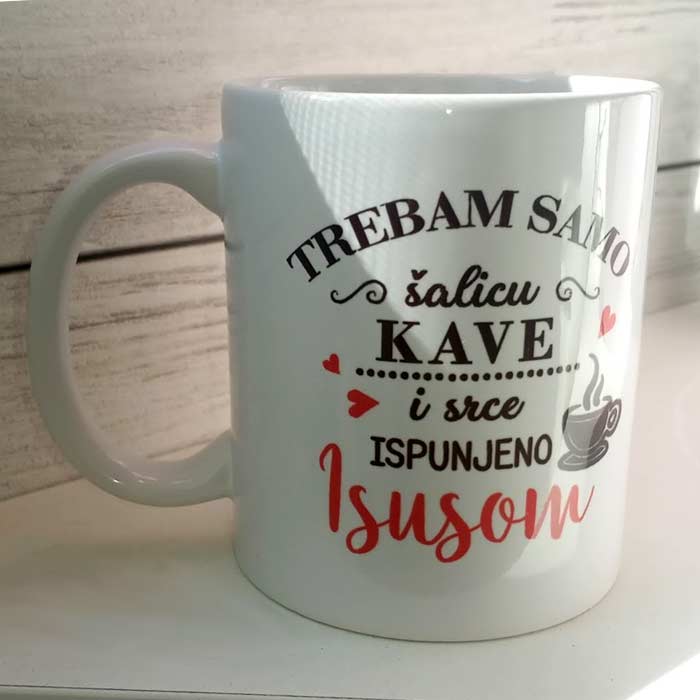 TREBAM SAMO
šalicu
KAVE
i srce
ISPUNJENO
Isusom